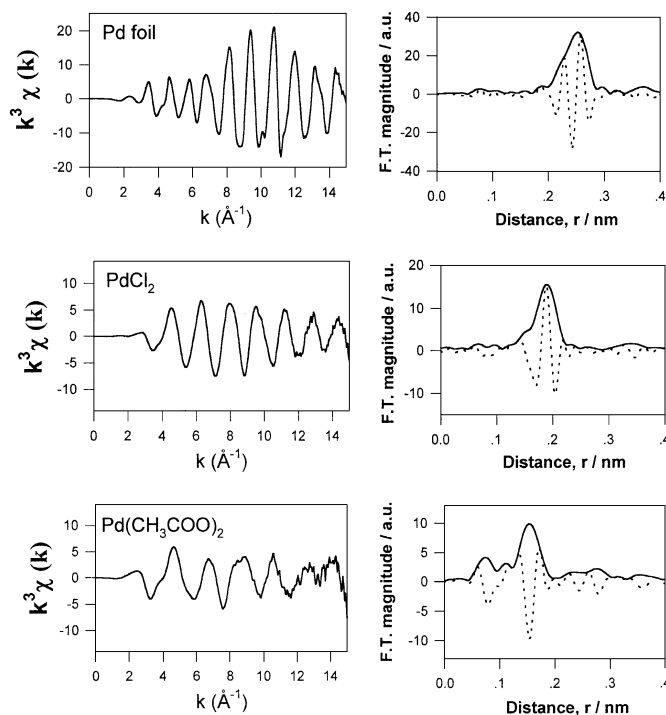 Pd foil
k³ χ (k)
20
10
0
-10
-20
0 2 4 6 8 10 12 14
k (Å⁻¹)
F.T. magnitude / a.u.
40
20
0
-20
-40
0.0 .1 .2 .3 .4
Distance, r / nm
PdCl₂
k³χ (k)
10
5
0
-5
-10
0 2 4 6 8 10 12 14
k (Å⁻¹)
F.T. magnitude / a.u.
20
10
0
-10
0.0 .1 .2 .3 .4
Distance, r / nm
Pd(CH₃COO)₂
k³χ (k)
10
5
0
-5
-10
0 2 4 6 8 10 12 14
k (Å⁻¹)
F.T. magnitude / a.u.
10
5
0
-5
-10
0.0 .1 .2 .3 .4
Distance, r / nm